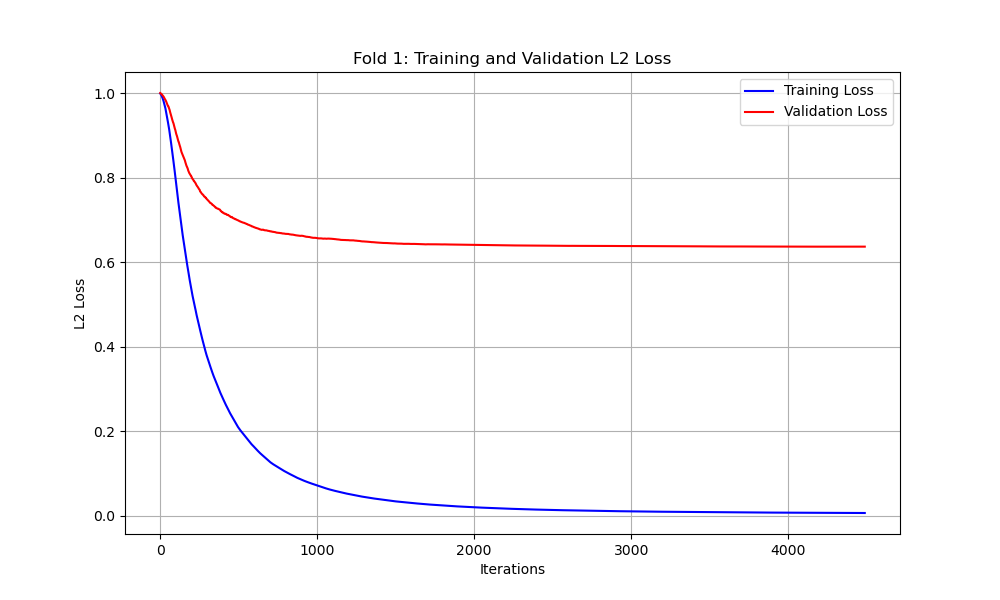 Fold 1: Training and Validation L2 Loss
Training Loss
Validation Loss
L2 Loss
1.0
0.8
0.6
0.4
0.2
0.0
0 1000 2000 3000 4000
Iterations